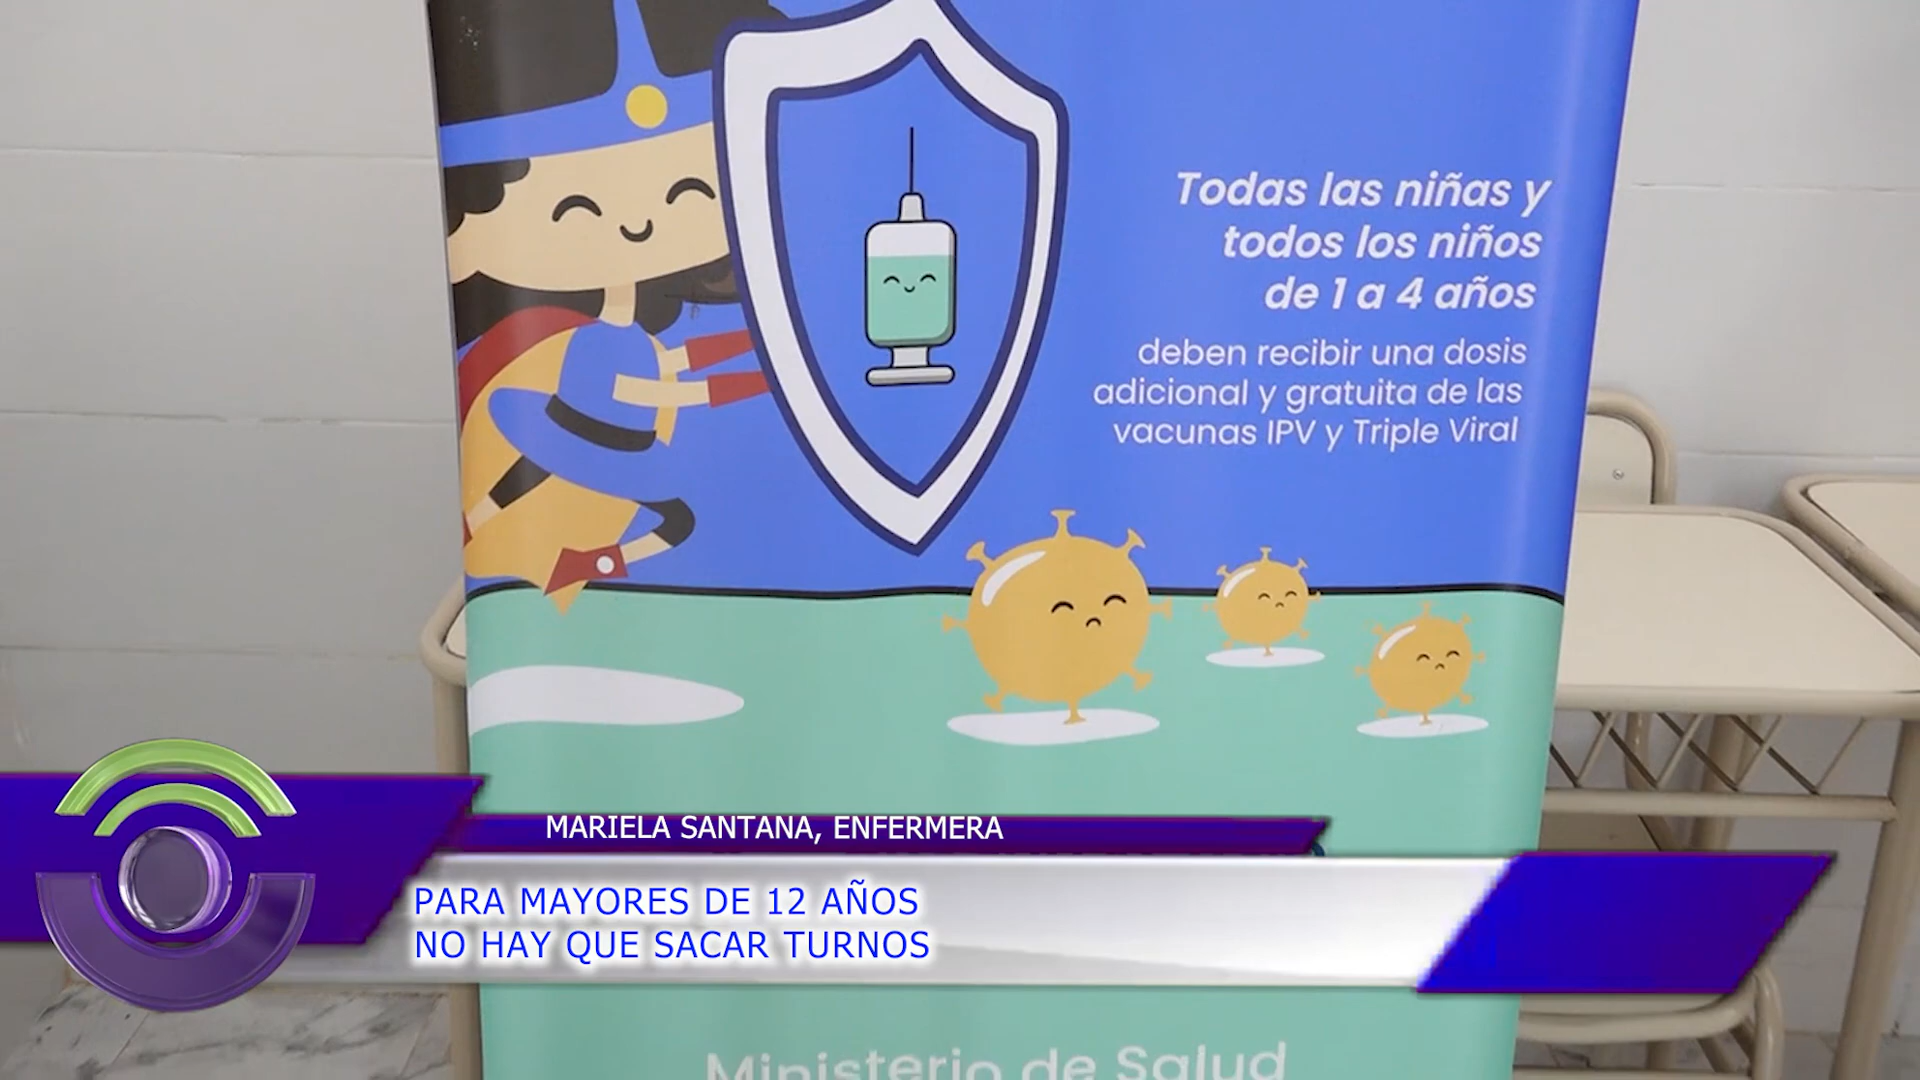 Todas las niñas y
todos los niños
de 1 a 4 años
deben recibir una dosis
adicional y gratuita de las
vacunas IPV y Triple Viral
MARIELA SANTANA, ENFERMERA
PARA MAYORES DE 12 AÑOS
NO HAY QUE SACAR TURNOS
Ministerio de Salud